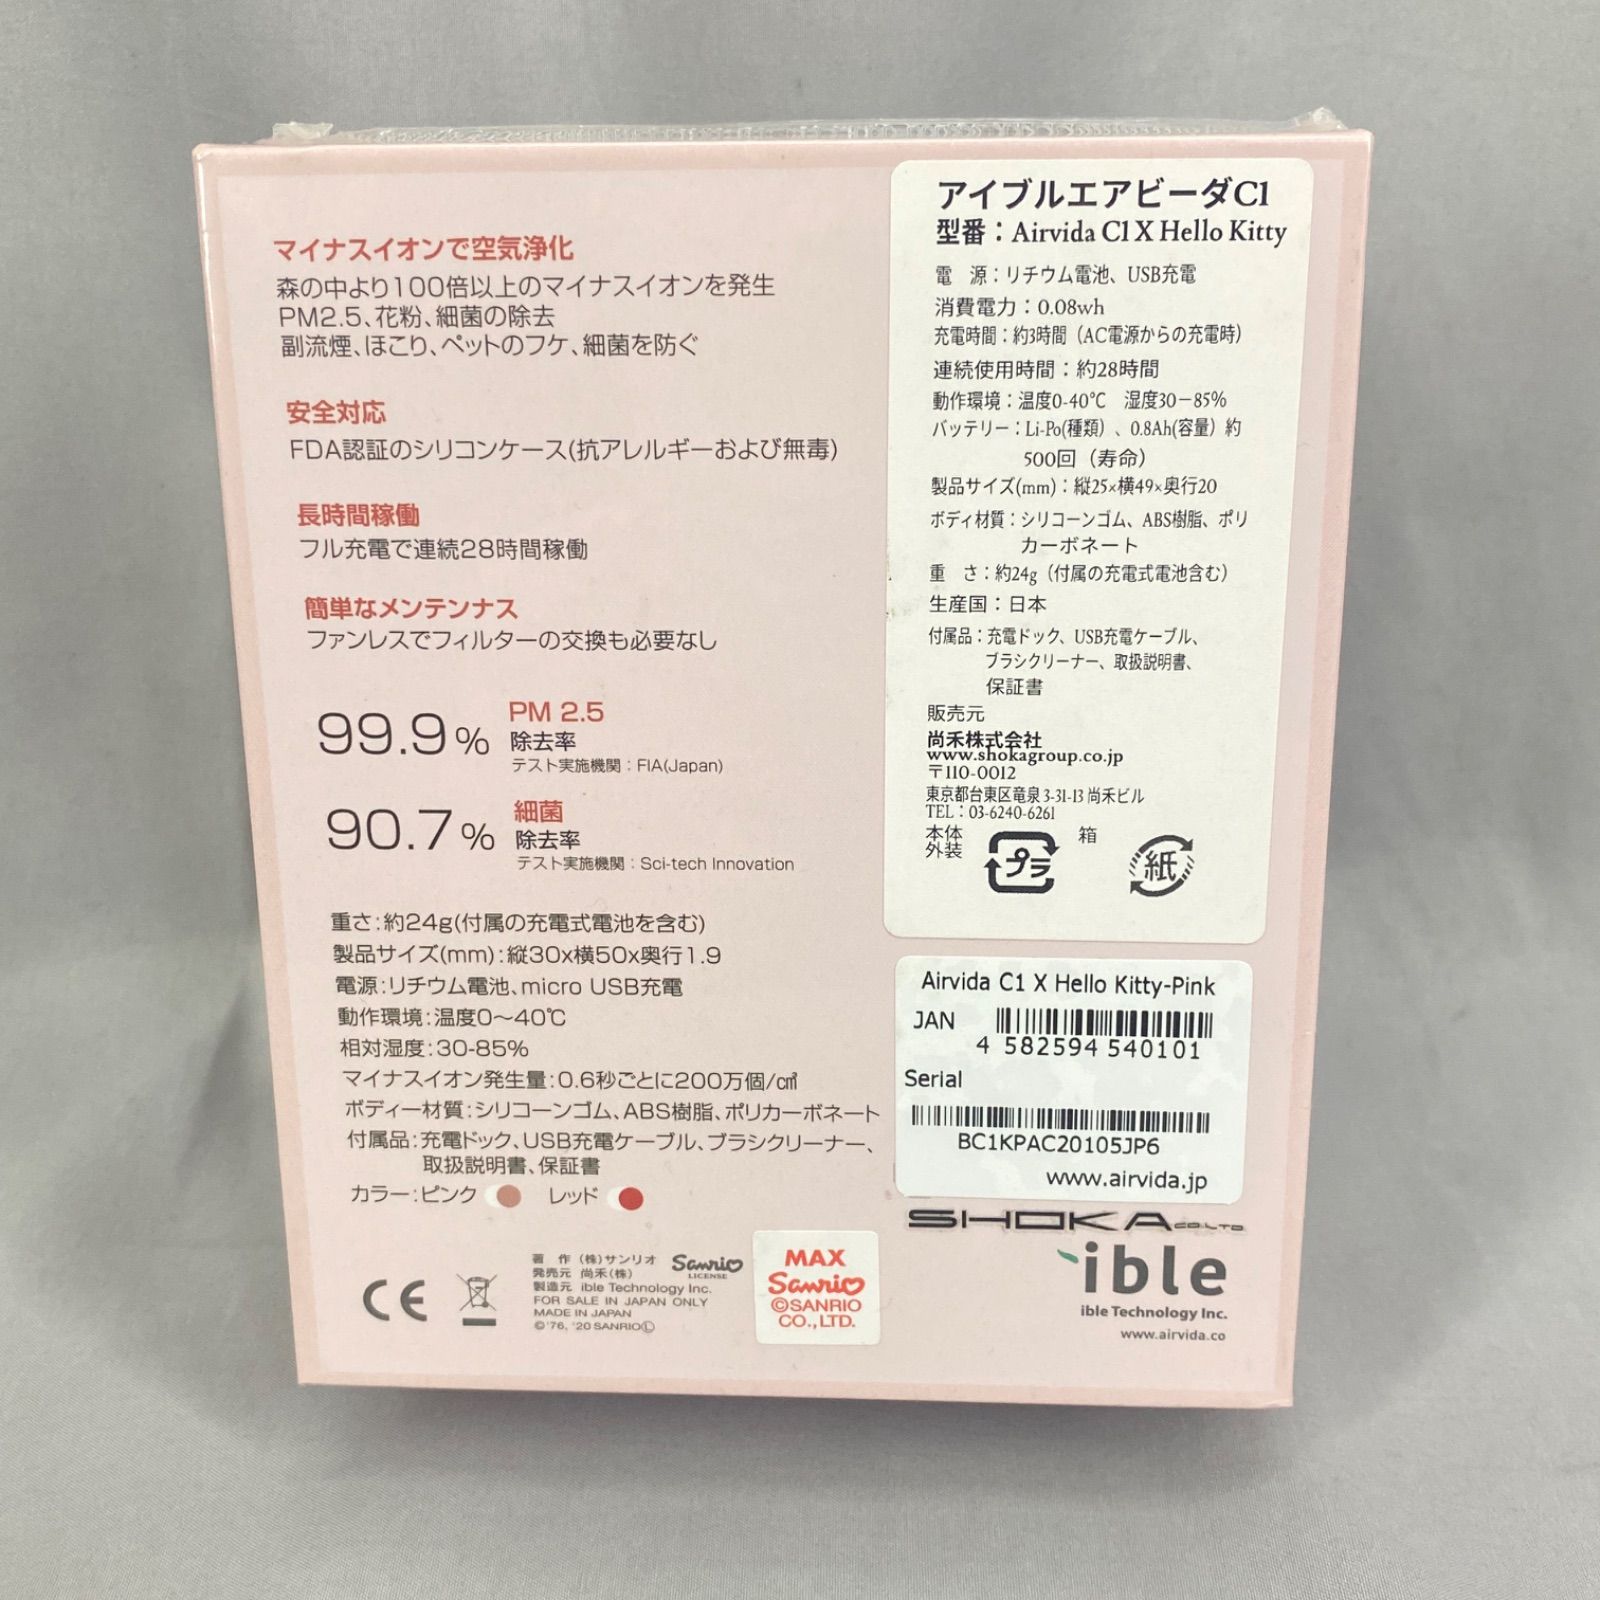 マイナスイオンで空気浄化
森の中より100倍以上のマイナスイオンを発生
PM2.5、花粉、細菌の除去
副流煙、ほこり、ペットのフケ、細菌を防ぐ
安全対応
FDA認証のシリコンケース(抗アレルギーおよび無毒)
長時間稼働
フル充電で連続28時間稼働
簡単なメンテンナス
ファンレスでフィルターの交換も必要なし
99.9% PM 2.5
除去率
テスト実施機関：FIA(Japan)
90.7% 細菌
除去率
テスト実施機関：Sci-tech Innovation
重さ:約24g(付属の充電式電池を含む)
製品サイズ(mm):縦30x横50x奥行1.9
電源:リチウム電池、micro USB充電
動作環境:温度0～40℃
相対湿度:30-85%
マイナスイオン発生量:0.6秒ごとに200万個/㎤
ボディー材質:シリコーンゴム、ABS樹脂、ポリカーボネート
付属品:充電ドック、USB充電ケーブル、ブラシクリーナー、
取扱説明書、保証書
カラー:ピンク レッド
CE
著　作 (株)サンリオ
発売元 尚禾(株)
製造元 ible Technology Inc.
FOR SALE IN JAPAN ONLY
MADE IN JAPAN
©'76, '20 SANRIO Ⓛ
Sanrio
LICENSE
MAX
Sanrio
©SANRIO
CO.,LTD.
アイブルエアビーダC1
型番：Airvida C1 X Hello Kitty
電　源：リチウム電池、USB充電
消費電力：0.08wh
充電時間：約3時間（AC電源からの充電時）
連続使用時間：約28時間
動作環境：温度0-40℃　湿度30－85%
バッテリー：Li-Po(種類）、0.8Ah(容量）約
500回（寿命）
製品サイズ(mm)：縦25×横49×奥行20
ボディ材質：シリコーンゴム、ABS樹脂、ポリ
カーボネート
重　さ：約24g（付属の充電式電池含む）
生産国：日本
付属品：充電ドック、USB充電ケーブル、
ブラシクリーナー、取扱説明書、
保証書
販売元
尚禾株式会社
www.shokagroup.co.jp
〒110-0012
東京都台東区竜泉 3-31-13 尚禾ビル
TEL：03-6240-6261
本体
外装
プラ
箱
紙
Airvida C1 X Hello Kitty-Pink
JAN
4 582594 540101
Serial
BC1KPAC20105JP6
www.airvida.jp
SHOKA CO.LTD
ible
ible Technology Inc.
www.airvida.co